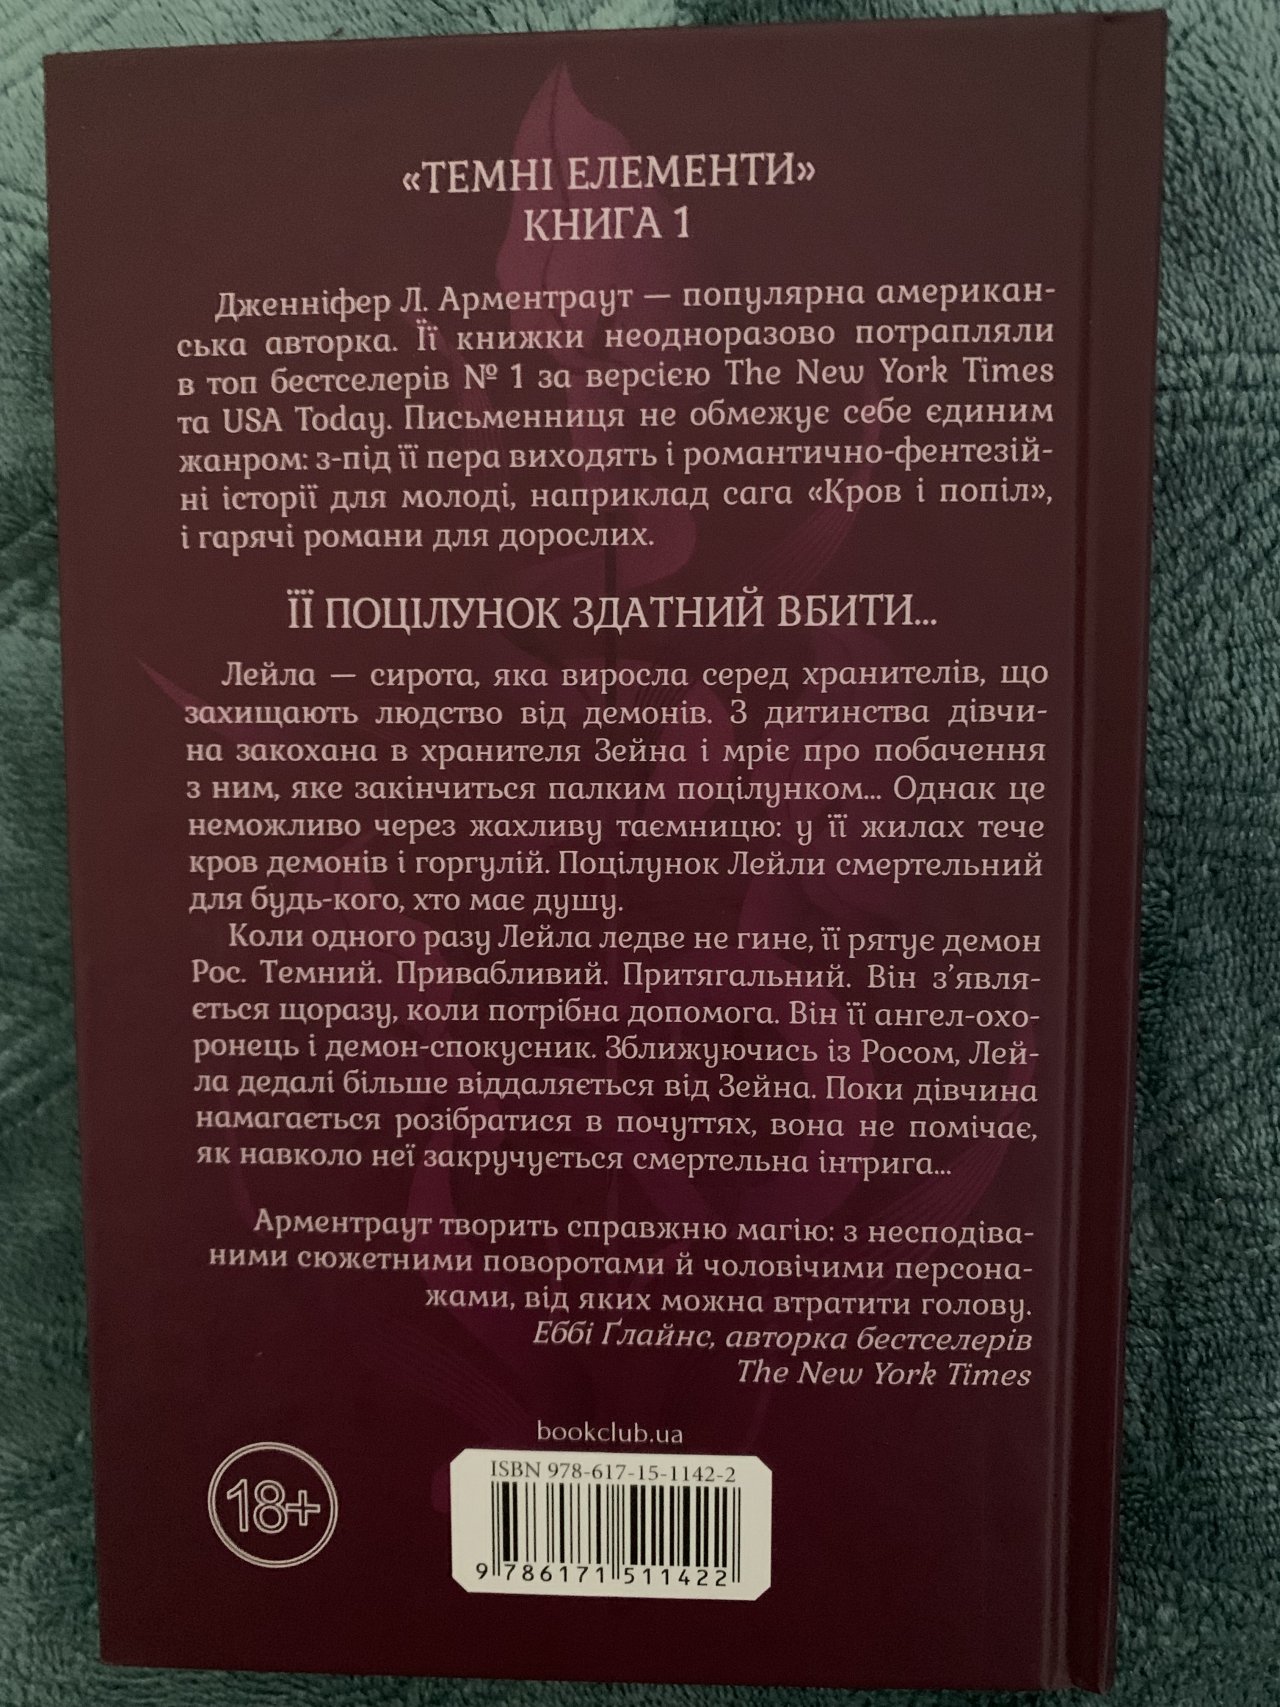 «ТЕМНІ ЕЛЕМЕНТИ»
КНИГА 1
Дженніфер Л. Арментраут — популярна американ-
ська авторка. Її книжки неодноразово потрапляли
в топ бестселерів № 1 за версією The New York Times
та USA Today. Письменниця не обмежує себе єдиним
жанром: з-під її пера виходять і романтично-фентезій-
ні історії для молоді, наприклад сага «Кров і попіл»,
і гарячі романи для дорослих.
ЇЇ ПОЦІЛУНОК ЗДАТНИЙ ВБИТИ...
Лейла — сирота, яка виросла серед хранителів, що
захищають людство від демонів. З дитинства дівчи-
на закохана в хранителя Зейна і мріє про побачення
з ним, яке закінчиться палким поцілунком... Однак це
неможливо через жахливу таємницю: у її жилах тече
кров демонів і горгулій. Поцілунок Лейли смертельний
для будь-кого, хто має душу.
Коли одного разу Лейла ледве не гине, її рятує демон
Рос. Темний. Привабливий. Притягальний. Він з’явля-
ється щоразу, коли потрібна допомога. Він її ангел-охо-
ронець і демон-спокусник. Зближуючись із Росом, Лей-
ла дедалі більше віддаляється від Зейна. Поки дівчина
намагається розібратися в почуттях, вона не помічає,
як навколо неї закручується смертельна інтрига...
Арментраут творить справжню магію: з несподіва-
ними сюжетними поворотами й чоловічими персона-
жами, від яких можна втратити голову.
Еббі Ґлайнс, авторка бестселерів
The New York Times
bookclub.ua
18+
ISBN 978-617-15-1142-2
9 786171 511422